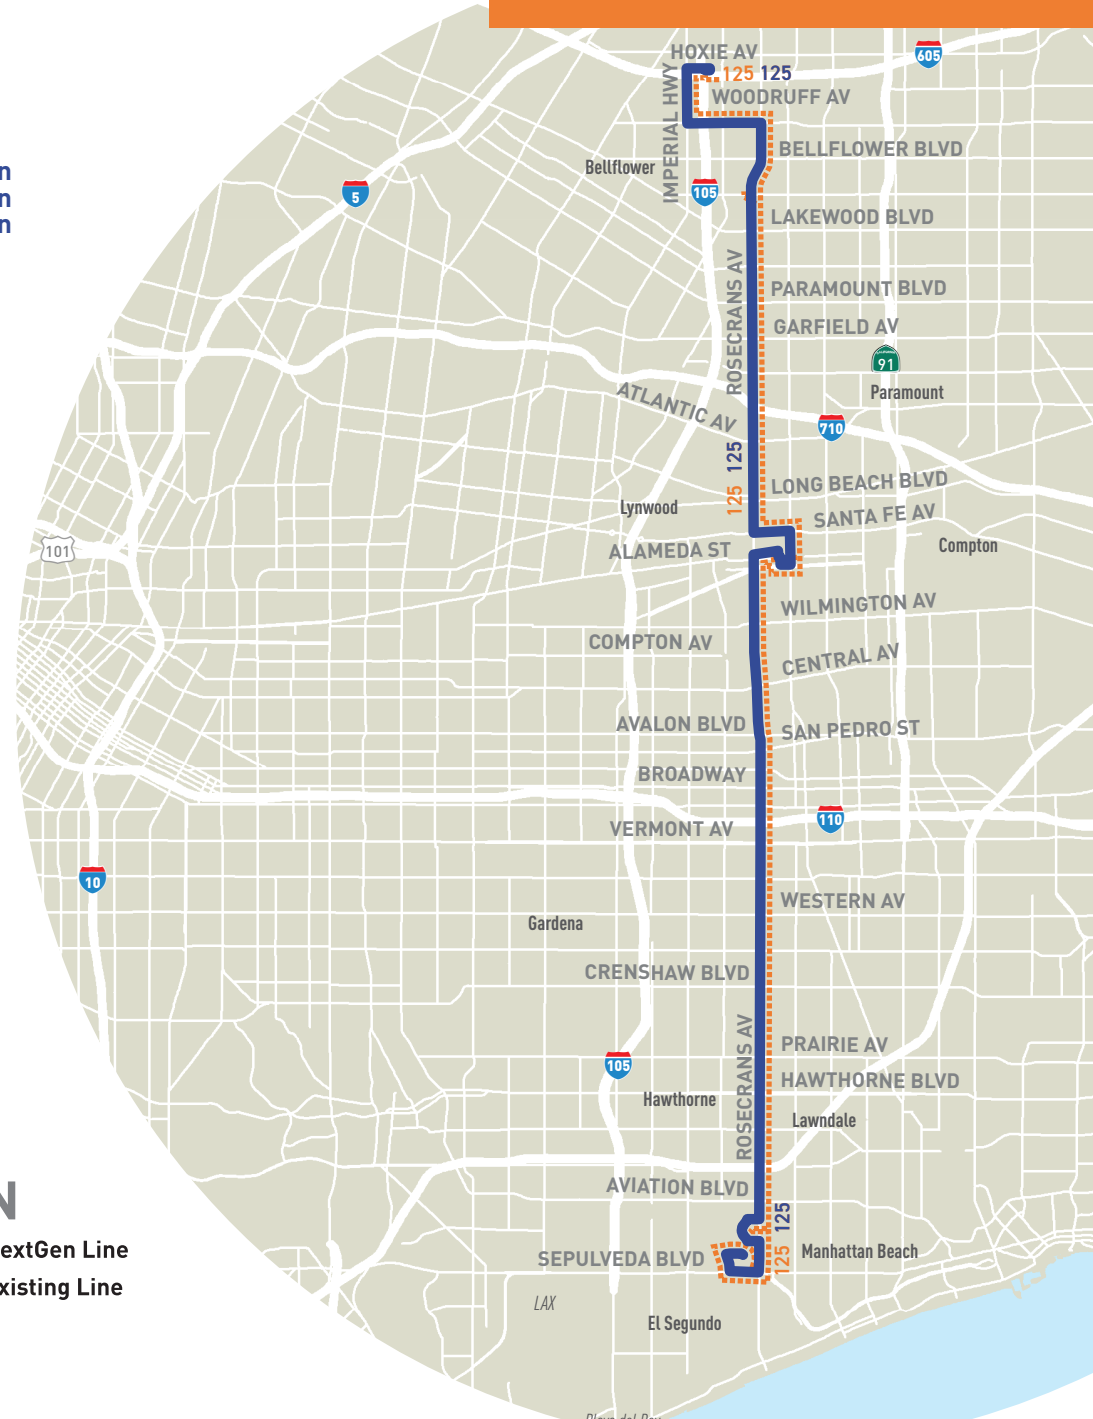 HOXIE AV
605
125 125
IMPERIAL HWY
WOODRUFF AV
BELLFLOWER BLVD
Bellflower
n
n
n
5
105
LAKEWOOD BLVD
ROSECRANS AV
PARAMOUNT BLVD
GARFIELD AV
91
Paramount
ATLANTIC AV
710
125
125
LONG BEACH BLVD
Lynwood
SANTA FE AV
101
ALAMEDA ST
Compton
WILMINGTON AV
COMPTON AV
CENTRAL AV
AVALON BLVD
SAN PEDRO ST
BROADWAY
110
VERMONT AV
10
WESTERN AV
Gardena
CRENSHAW BLVD
ROSECRANS AV
PRAIRIE AV
105
HAWTHORNE BLVD
Hawthorne
Lawndale
AVIATION BLVD
N
125
125
extGen Line
Manhattan Beach
SEPULVEDA BLVD
xisting Line
LAX
El Segundo
Playa del Rey